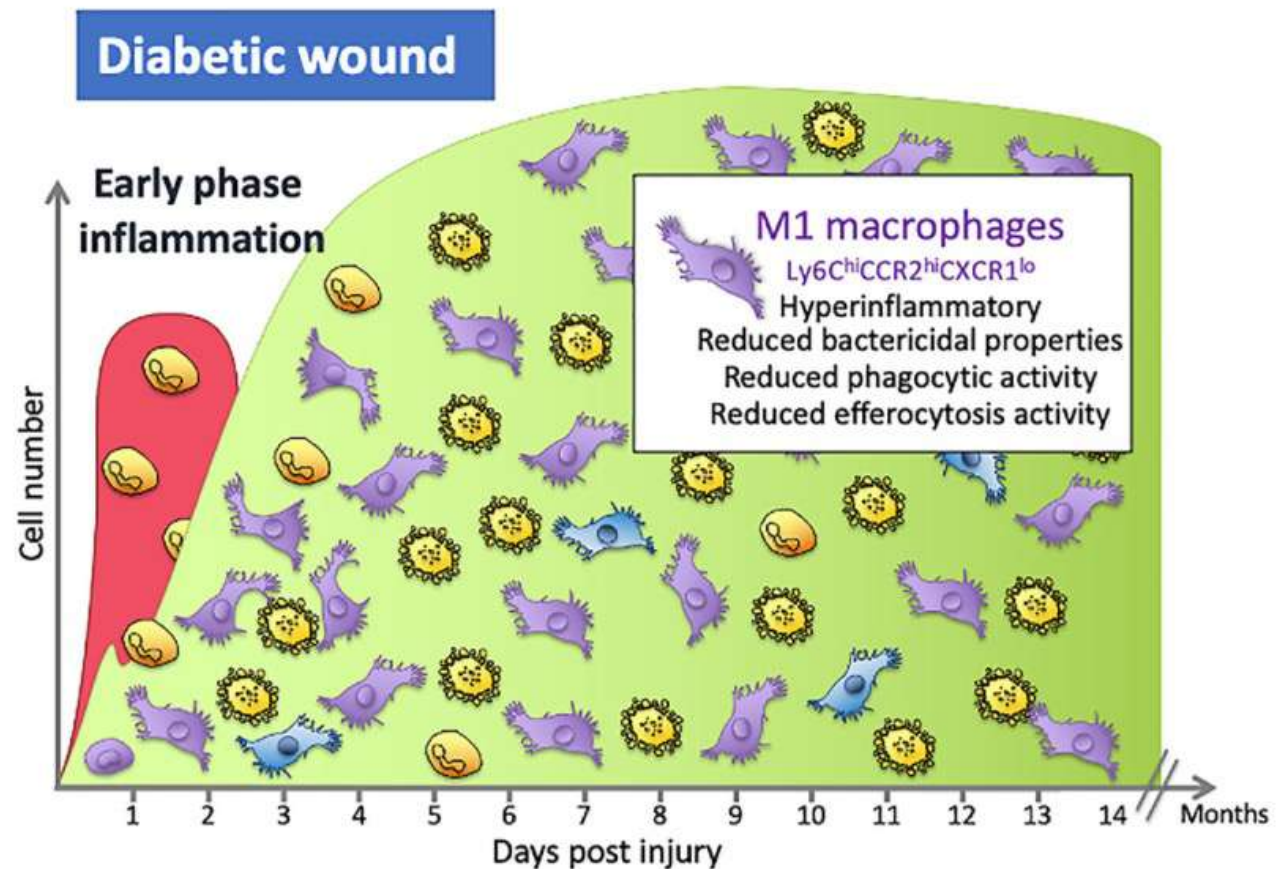 Diabetic wound
Early phase
inflammation
M1 macrophages
Ly6ChiCCR2hiCXCR1lo
Hyperinflammatory
Reduced bactericidal properties
Reduced phagocytic activity
Reduced efferocytosis activity
Cell number
1 2 3 4 5 6 7 8 9 10 11 12 13 14 Months
Days post injury